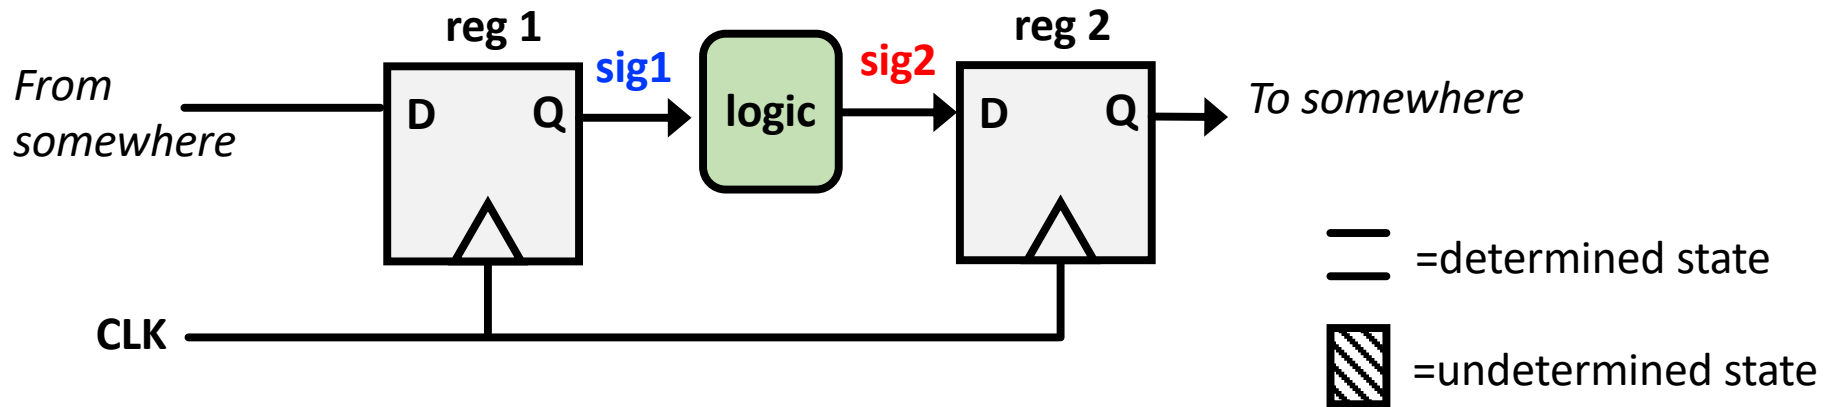 reg 1
reg 2
From
somewhere
sig1
logic
sig2
To somewhere
D
Q
D
Q
CLK
=determined state
=undetermined state